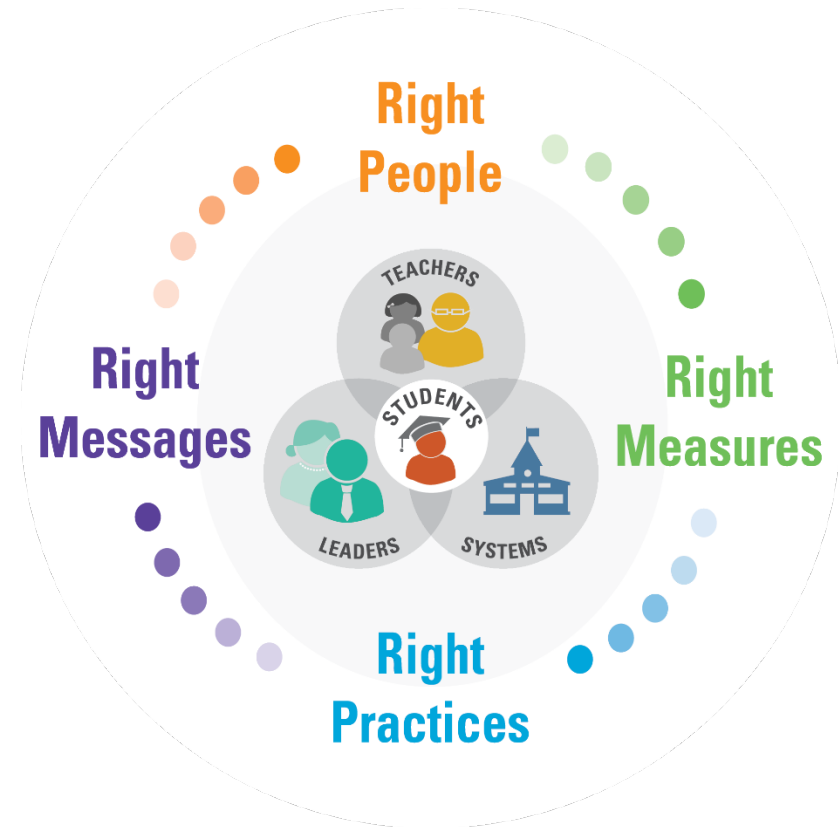 Right
People
TEACHERS
Right
Messages
STUDENTS
Right
Measures
LEADERS
SYSTEMS
Right
Practices